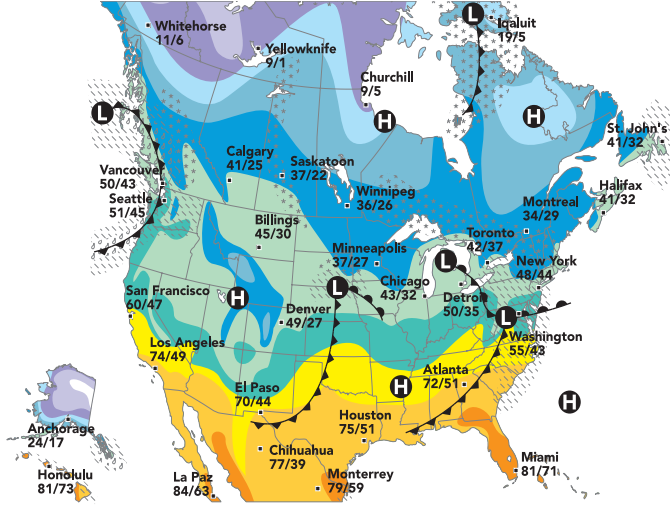 L
Iqaluit
19/5
Whitehorse
11/6
Yellowknife
9/1
Churchill
9/5
L
H
H
St. John's
41/32
Calgary
41/25
Saskatoon
37/22
Vancouver
50/43
Seattle
51/45
Winnipeg
36/26
Halifax
41/32
Montreal
34/29
Billings
45/30
Toronto
42/37
Minneapolis
37/27
L
New York
48/44
Chicago
43/32
Detroit
50/35
San Francisco
60/47
H
L
Denver
49/27
L
Washington
55/43
Los Angeles
74/49
Atlanta
72/51
El Paso
70/44
H
H
Houston
75/51
Anchorage
24/17
Chihuahua
77/39
Miami
81/71
Honolulu
81/73
La Paz
84/63
Monterrey
79/59